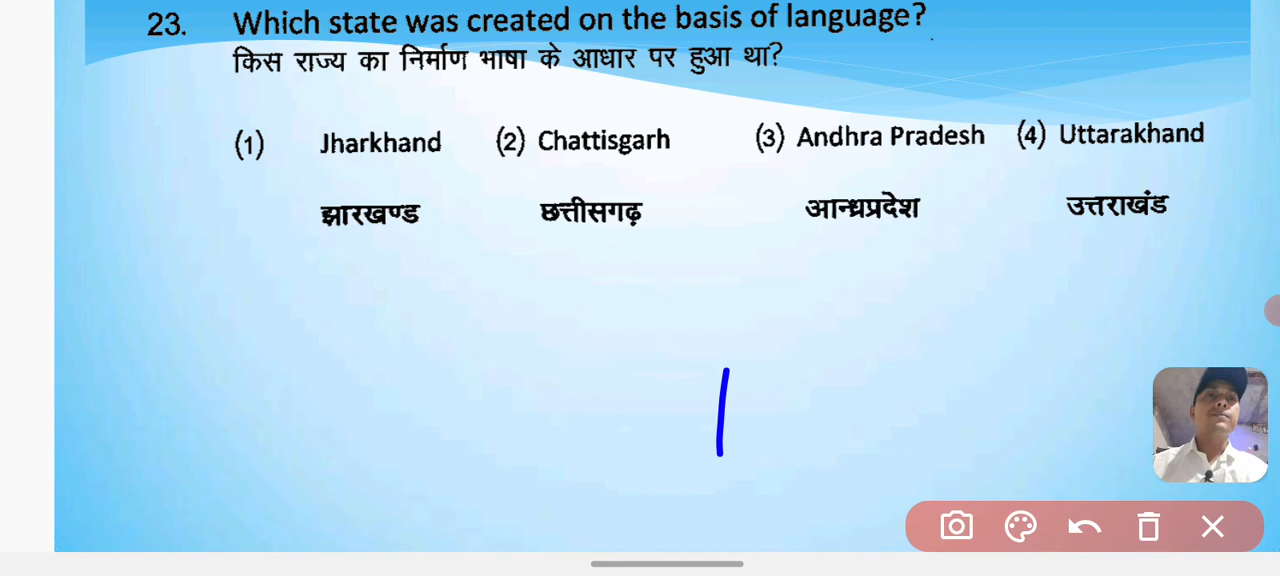 23. Which state was created on the basis of language?
किस राज्य का निर्माण भाषा के आधार पर हुआ था?
(1) Jharkhand (2) Chattisgarh (3) Andhra Pradesh (4) Uttarakhand
झारखण्ड छत्तीसगढ़ आन्ध्रप्रदेश उत्तराखंड